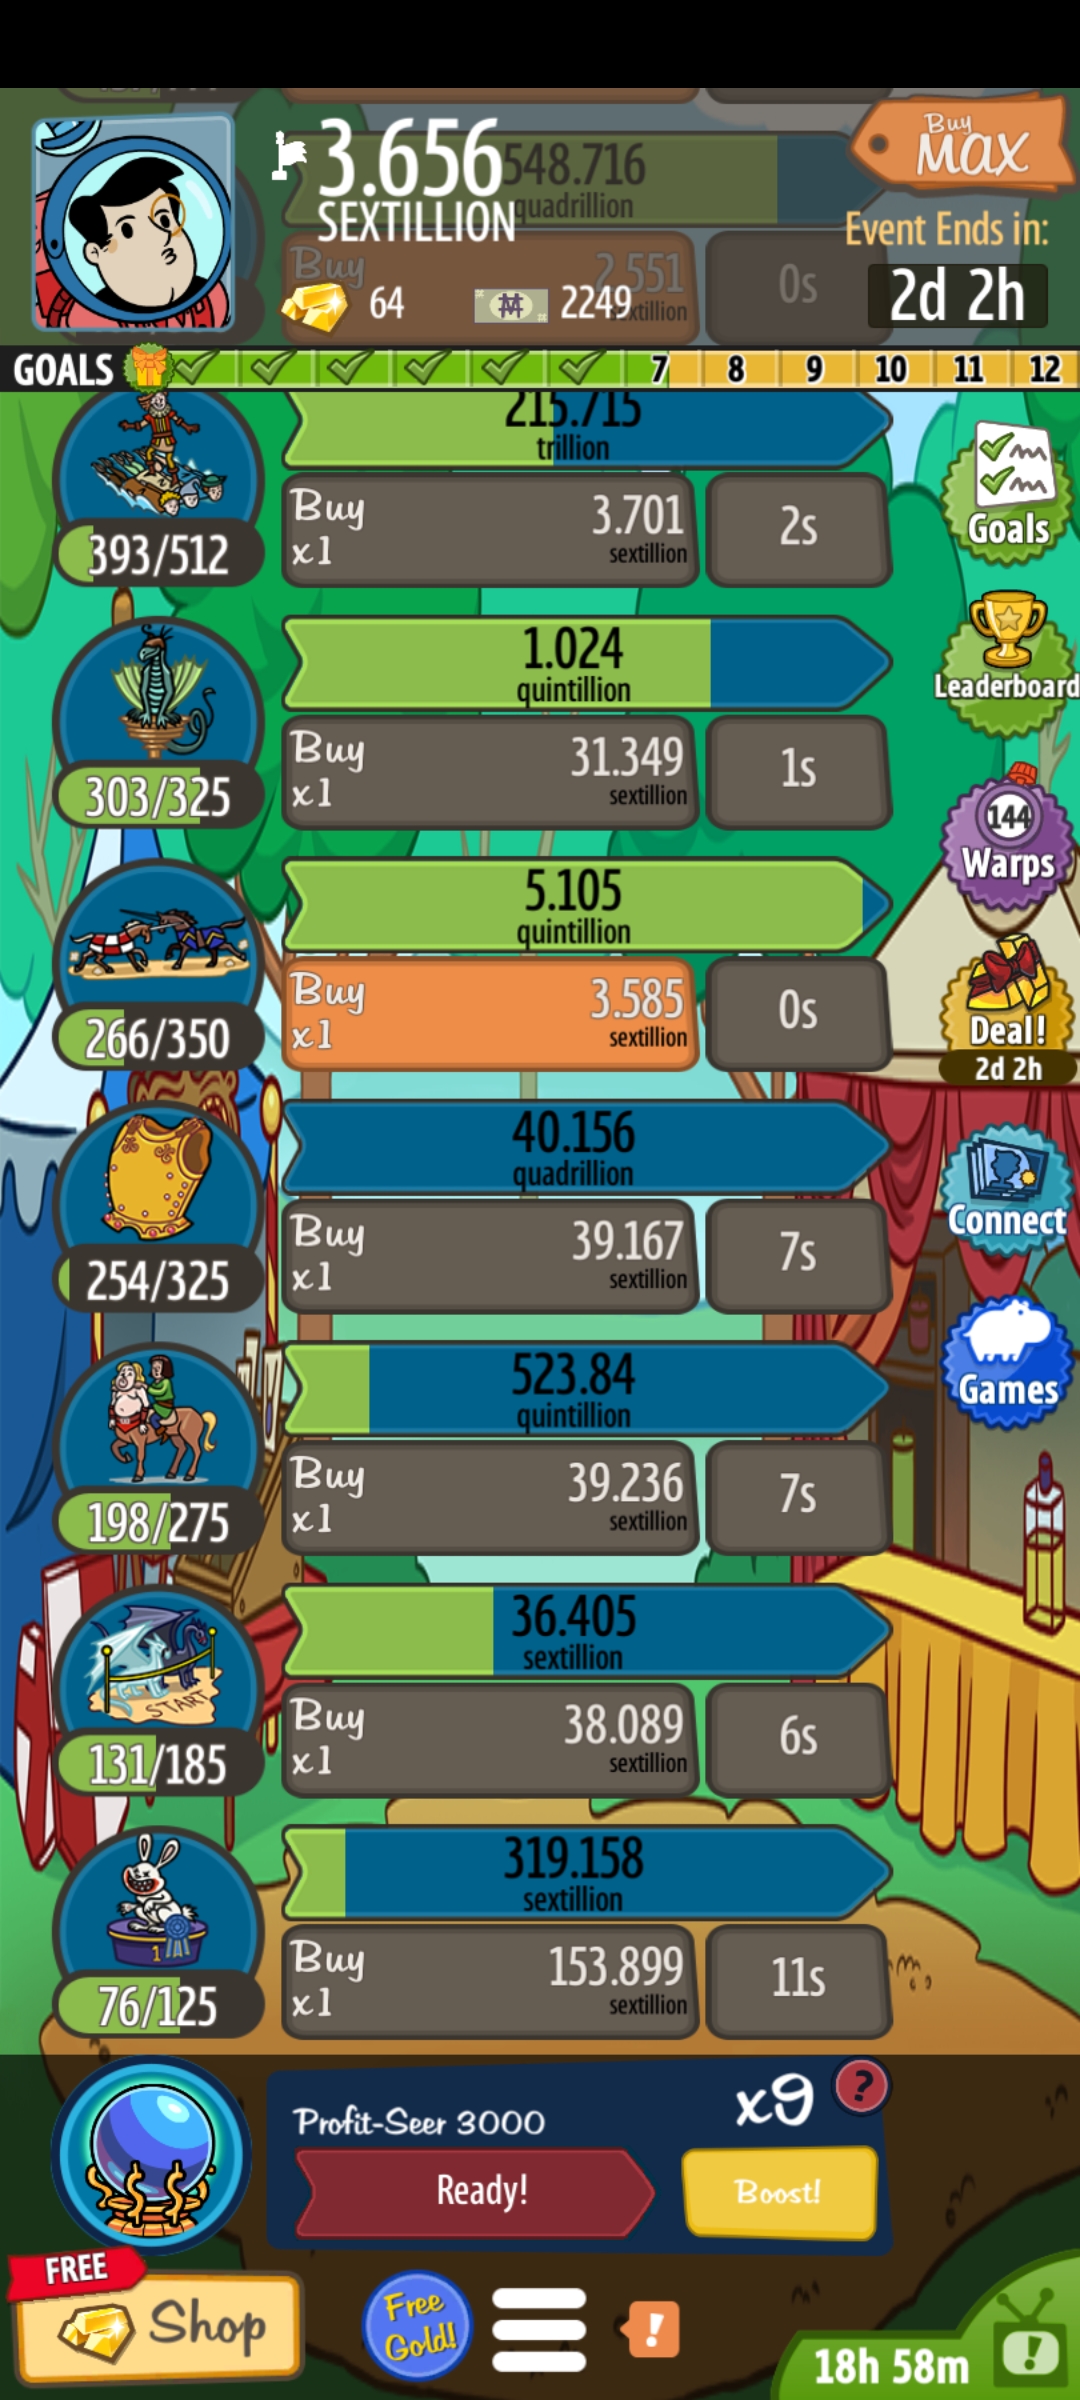 3.656
SEXTILLION
548.716
quadrillion
Buy
MAX
Event Ends in:
2d 2h
Buy
2.551
sextillion
0s
64
2249
GOALS
7 8 9 10 11 12
215.715
trillion
393/512
Buy
x1
3.701
sextillion
2s
Goals
1.024
quintillion
303/325
Buy
x1
31.349
sextillion
1s
Leaderboard
144
Warps
5.105
quintillion
266/350
Buy
x1
3.585
sextillion
0s
Deal!
2d 2h
40.156
quadrillion
254/325
Buy
x1
39.167
sextillion
7s
Connect
523.84
quintillion
198/275
Buy
x1
39.236
sextillion
7s
Games
36.405
sextillion
START
131/185
Buy
x1
38.089
sextillion
6s
319.158
sextillion
1
76/125
Buy
x1
153.899
sextillion
11s
Profit-Seer 3000
x9
?
Ready!
Boost!
FREE
Shop
Free
Gold!
!
18h 58m
!